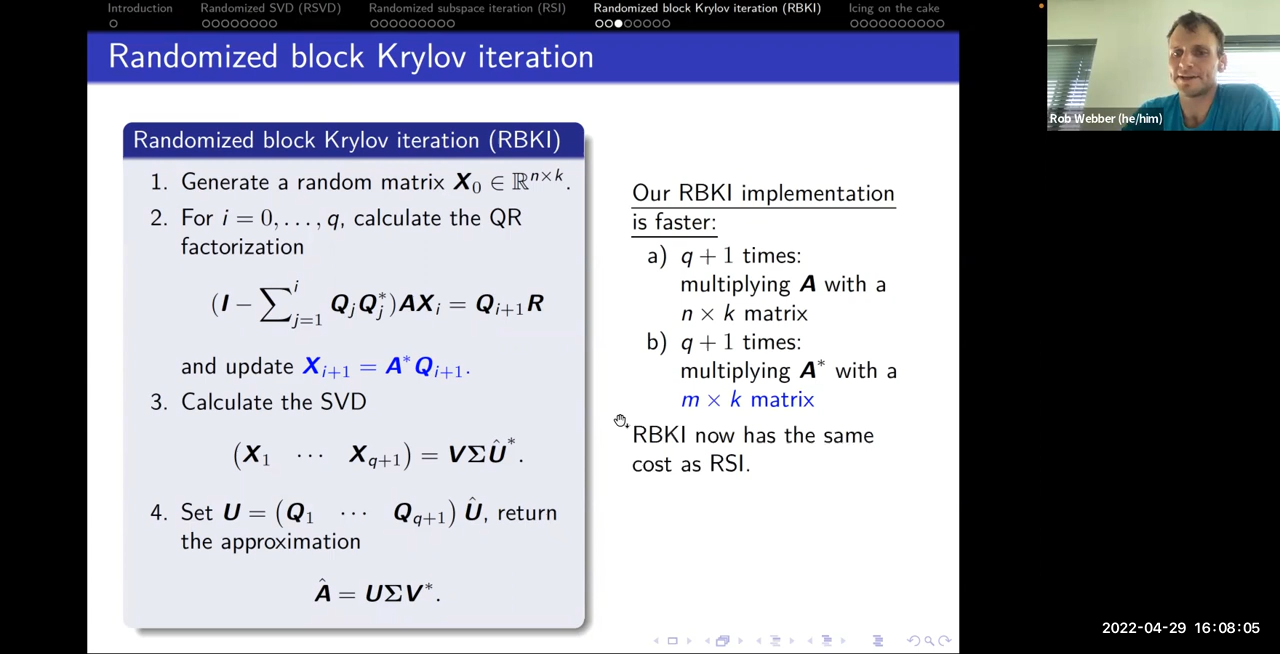 Introduction Randomized SVD (RSVD) Randomized subspace iteration (RSI) Randomized block Krylov iteration (RBKI) Icing on the cake
Randomized block Krylov iteration
Randomized block Krylov iteration (RBKI)
1. Generate a random matrix X₀ ∈ ℝⁿˣᵏ.
2. For i = 0, . . . , q, calculate the QR
factorization
(I − ∑ⁱⱼ₌₁ QⱼQⱼ*)AXᵢ = Qᵢ₊₁R
and update Xᵢ₊₁ = A*Qᵢ₊₁.
3. Calculate the SVD
(X₁ ⋯ X_{q+1}) = VΣÛ*.
4. Set U = (Q₁ ⋯ Q_{q+1}) Û, return
the approximation
Â = UΣV*.
Our RBKI implementation
is faster:
a) q + 1 times:
multiplying A with a
n × k matrix
b) q + 1 times:
multiplying A* with a
m × k matrix
RBKI now has the same
cost as RSI.
Rob Webber (he/him)
2022-04-29 16:08:05